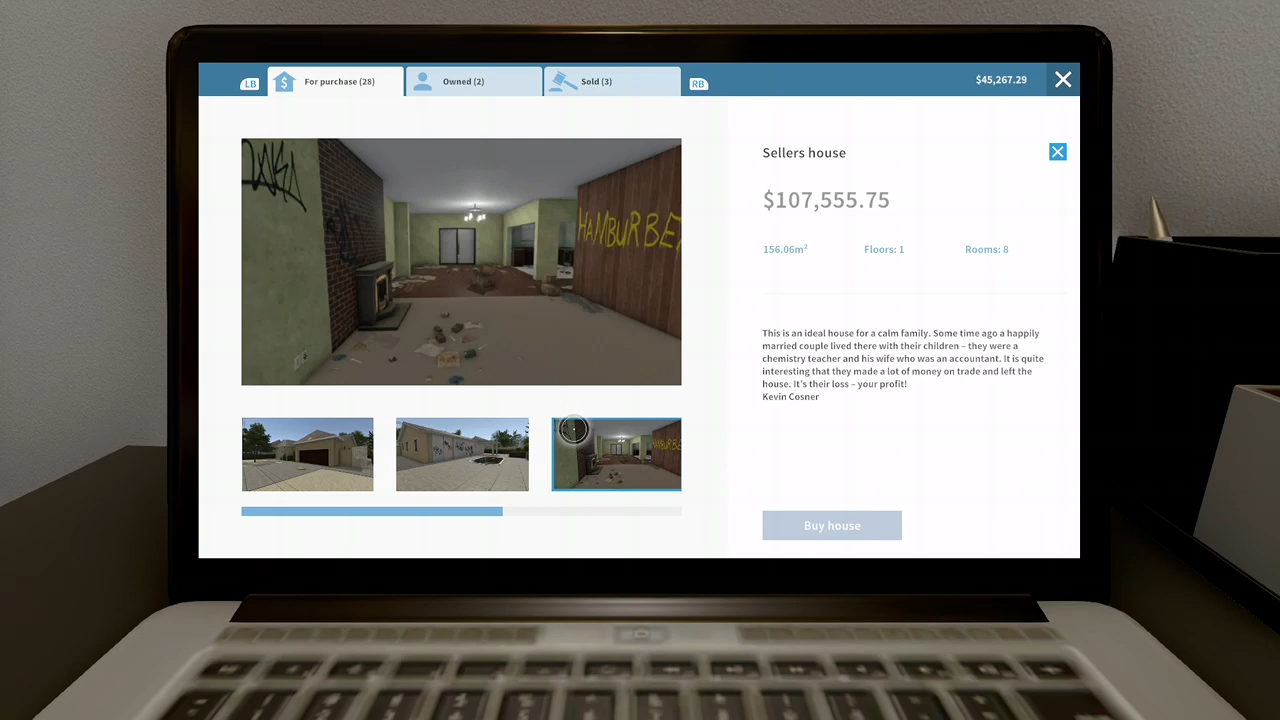 LB
For purchase (28)
Owned (2)
Sold (3)
RB
$45,267.29
Sellers house
$107,555.75
156.06m²
Floors: 1
Rooms: 8
This is an ideal house for a calm family. Some time ago a happily
married couple lived there with their children – they were a
chemistry teacher and his wife who was an accountant. It is quite
interesting that they made a lot of money on trade and left the
house. It's their loss – your profit!
Kevin Cosner
Buy house
HAMBURBE